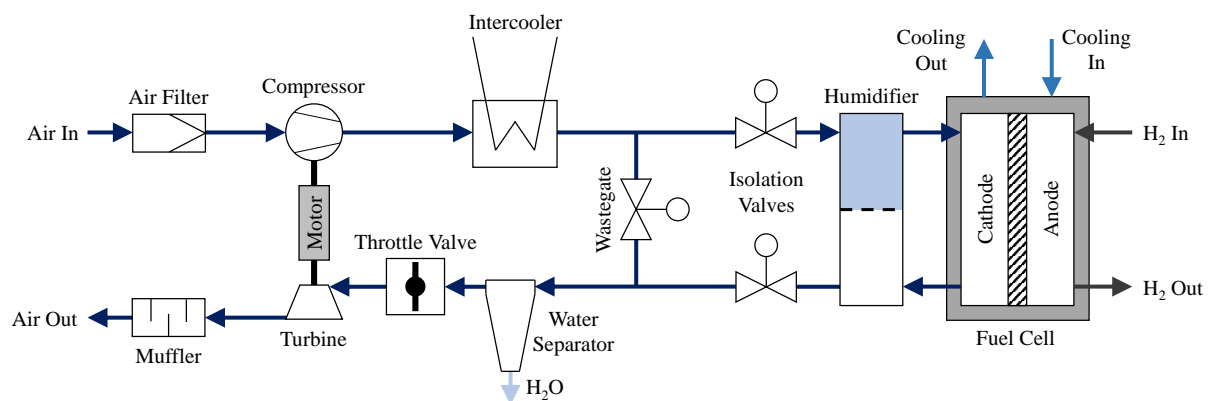 Intercooler
Cooling
Out
Cooling
In
Compressor
Air Filter
Humidifier
Air In
H₂ In
Isolation
Valves
Wastegate
Cathode
Anode
Motor
Throttle Valve
Air Out
H₂ Out
Turbine
Water
Separator
Muffler
Fuel Cell
H₂O